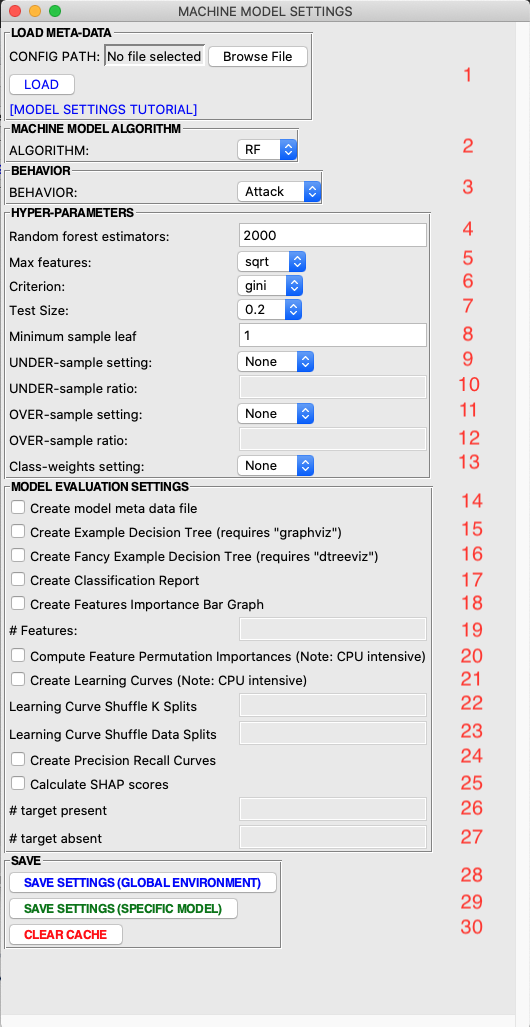 MACHINE MODEL SETTINGS
LOAD META-DATA
CONFIG PATH: No file selected Browse File 1
LOAD
[MODEL SETTINGS TUTORIAL]
MACHINE MODEL ALGORITHM
ALGORITHM: RF 2
BEHAVIOR
BEHAVIOR: Attack 3
HYPER-PARAMETERS
Random forest estimators: 2000 4
Max features: sqrt 5
Criterion: gini 6
Test Size: 0.2 7
Minimum sample leaf 1 8
UNDER-sample setting: None 9
UNDER-sample ratio: 10
OVER-sample setting: None 11
OVER-sample ratio: 12
Class-weights setting: None 13
MODEL EVALUATION SETTINGS
Create model meta data file 14
Create Example Decision Tree (requires "graphviz") 15
Create Fancy Example Decision Tree (requires "dtreeviz") 16
Create Classification Report 17
Create Features Importance Bar Graph 18
# Features: 19
Compute Feature Permutation Importances (Note: CPU intensive) 20
Create Learning Curves (Note: CPU intensive) 21
Learning Curve Shuffle K Splits 22
Learning Curve Shuffle Data Splits 23
Create Precision Recall Curves 24
Calculate SHAP scores 25
# target present 26
# target absent 27
SAVE
SAVE SETTINGS (GLOBAL ENVIRONMENT) 28
SAVE SETTINGS (SPECIFIC MODEL) 29
CLEAR CACHE 30